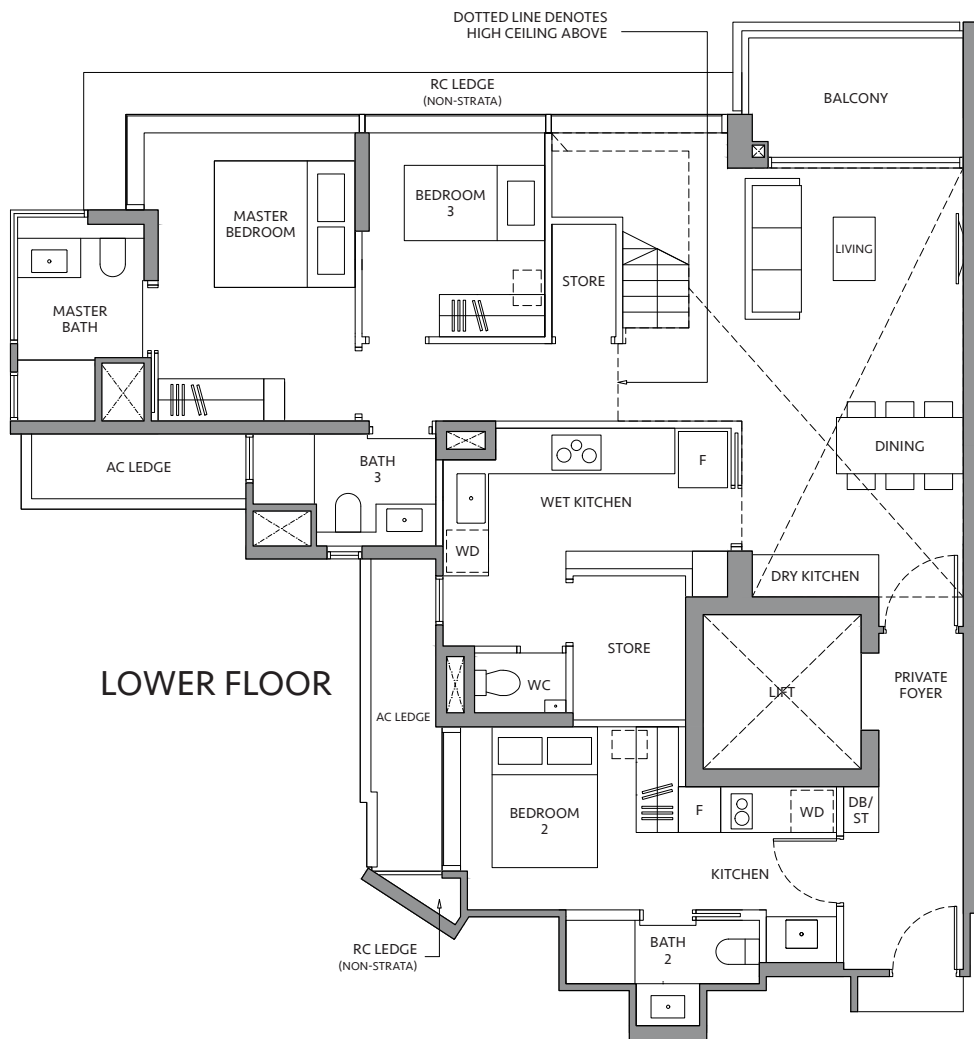 DOTTED LINE DENOTES
HIGH CEILING ABOVE
RC LEDGE
(NON-STRATA)
BALCONY
MASTER
BEDROOM
BEDROOM
3
STORE
LIVING
MASTER
BATH
AC LEDGE
BATH
3
F
DINING
WET KITCHEN
WD
DRY KITCHEN
STORE
WC
LIFT
PRIVATE
FOYER
LOWER FLOOR
AC LEDGE
BEDROOM
2
F
WD
DB/
ST
KITCHEN
BATH
2
RC LEDGE
(NON-STRATA)